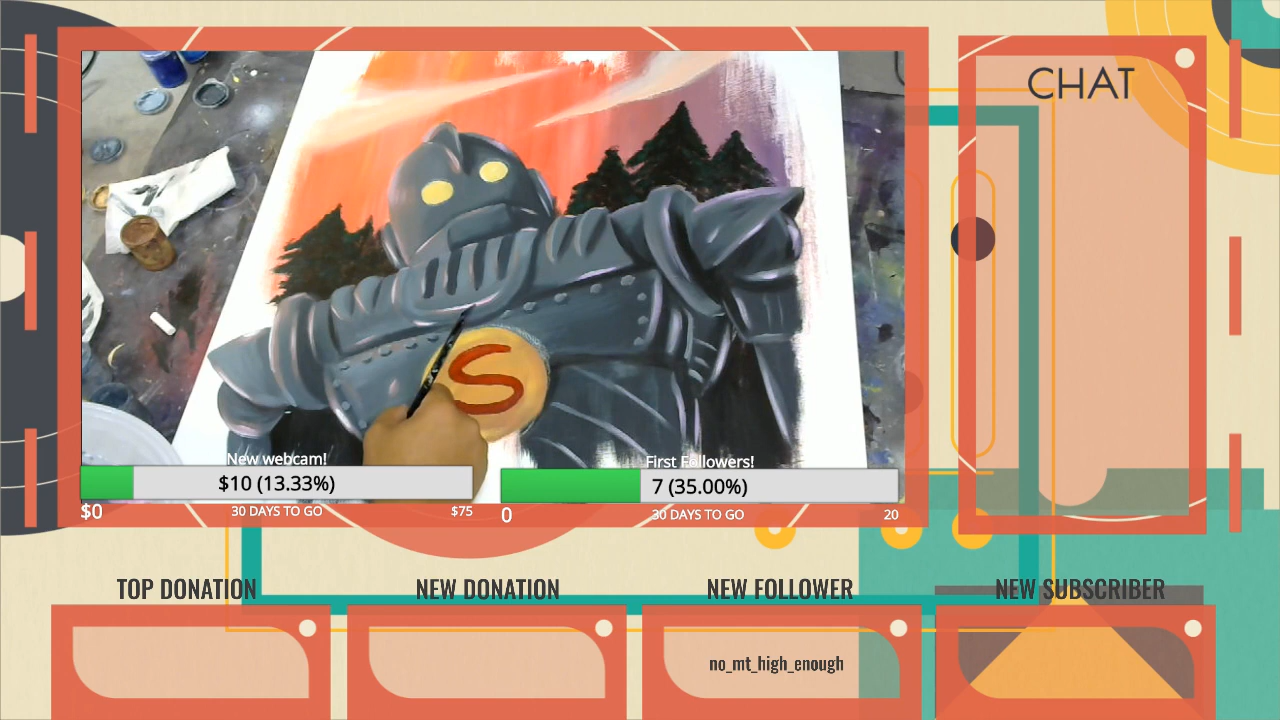 CHAT
S
New webcam!
$10 (13.33%)
$0
30 DAYS TO GO
$75
First Followers!
7 (35.00%)
0
30 DAYS TO GO
20
TOP DONATION
NEW DONATION
NEW FOLLOWER
NEW SUBSCRIBER
no_mt_high_enough